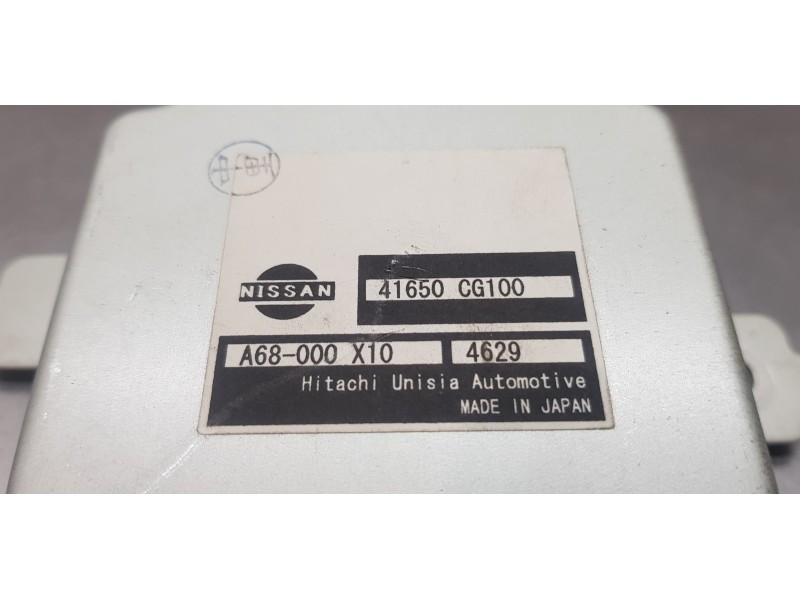 NISSAN
41650 CG100
A68-000 X10 4629
Hitachi Unisia Automotive
MADE IN JAPAN